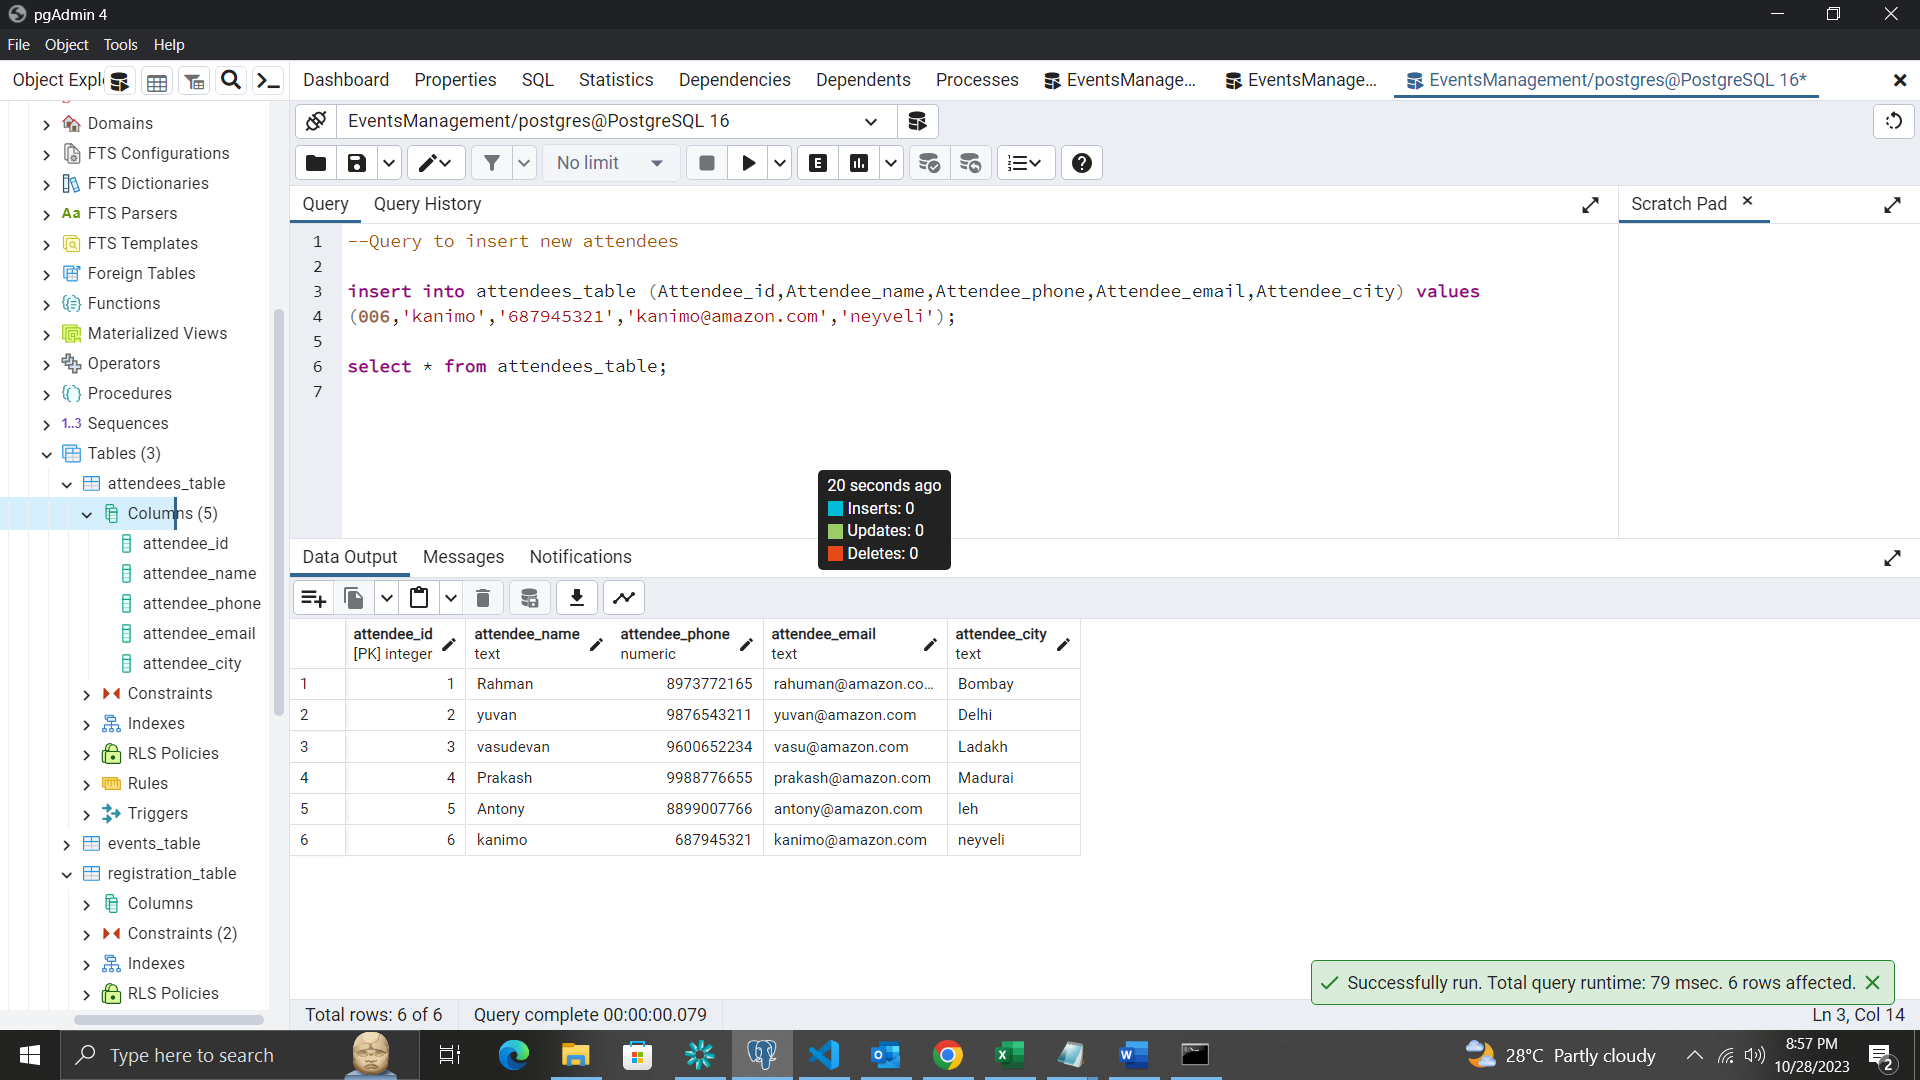 pgAdmin 4
File Object Tools Help
Object Explo
Dashboard Properties SQL Statistics Dependencies Dependents Processes EventsManage... EventsManage... EventsManagement/postgres@PostgreSQL 16*
EventsManagement/postgres@PostgreSQL 16
No limit
E
Query Query History
Scratch Pad
1 --Query to insert new attendees
2
3 insert into attendees_table (Attendee_id,Attendee_name,Attendee_phone,Attendee_email,Attendee_city) values
4 (006,'kanimo','687945321','kanimo@amazon.com','neyveli');
5
6 select * from attendees_table;
7
Domains
FTS Configurations
FTS Dictionaries
Aa FTS Parsers
FTS Templates
Foreign Tables
Functions
Materialized Views
Operators
Procedures
1..3 Sequences
Tables (3)
attendees_table
Columns (5)
attendee_id
attendee_name
attendee_phone
attendee_email
attendee_city
Constraints
Indexes
RLS Policies
Rules
Triggers
events_table
registration_table
Columns
Constraints (2)
Indexes
RLS Policies
20 seconds ago
Inserts: 0
Updates: 0
Deletes: 0
Data Output Messages Notifications
attendee_id attendee_name attendee_phone attendee_email attendee_city
[PK] integer text numeric text text
1 1 Rahman 8973772165 rahuman@amazon.co... Bombay
2 2 yuvan 9876543211 yuvan@amazon.com Delhi
3 3 vasudevan 9600652234 vasu@amazon.com Ladakh
4 4 Prakash 9988776655 prakash@amazon.com Madurai
5 5 Antony 8899007766 antony@amazon.com leh
6 6 kanimo 687945321 kanimo@amazon.com neyveli
Successfully run. Total query runtime: 79 msec. 6 rows affected.
Total rows: 6 of 6 Query complete 00:00:00.079
Ln 3, Col 14
Type here to search
28°C Partly cloudy
8:57 PM
10/28/2023
2